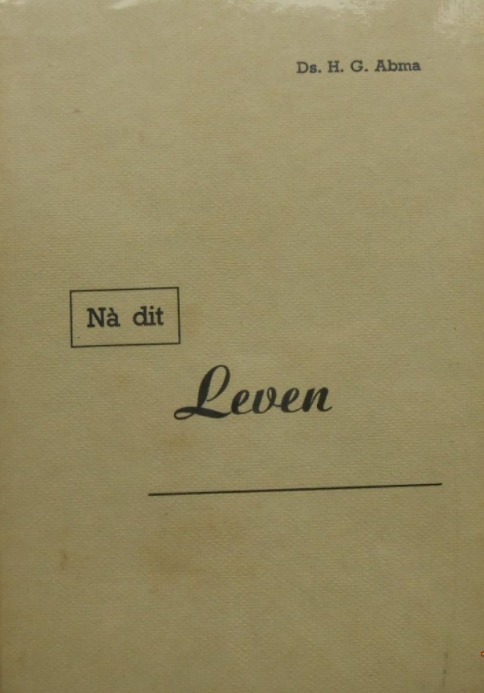 Ds. H. G. Abma
Nà dit
Leven